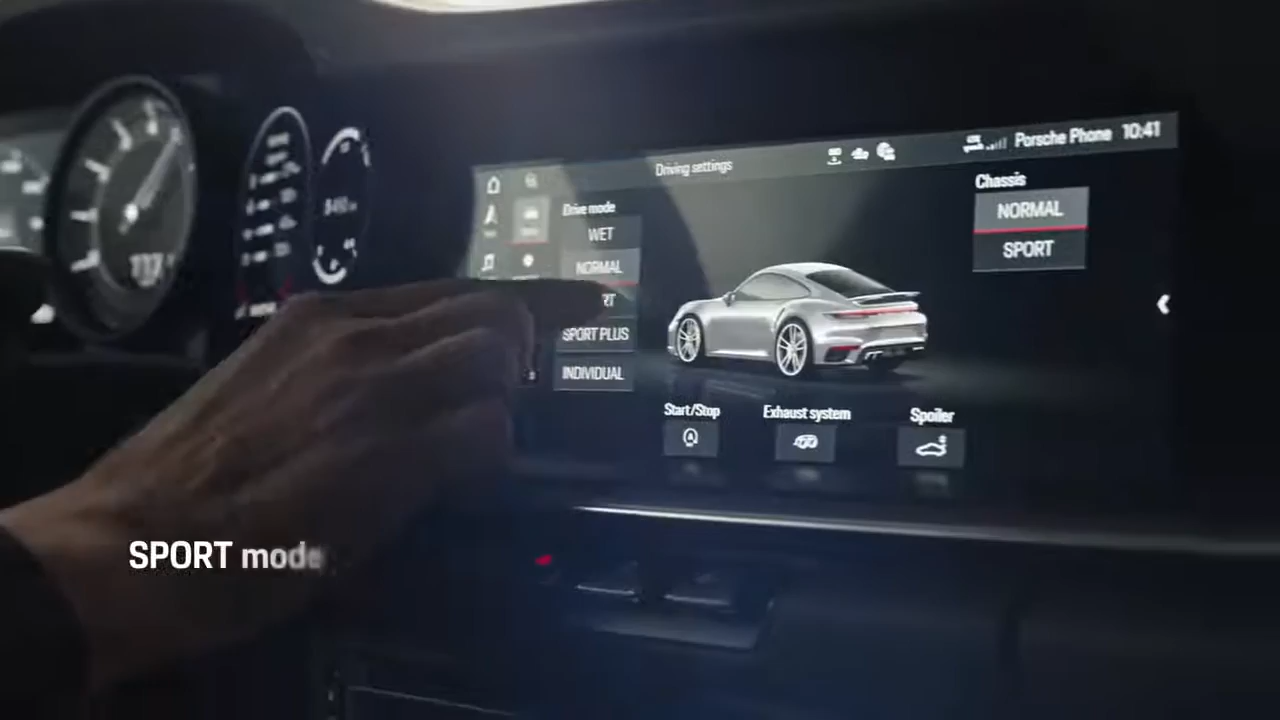 Porsche Phone 10:41
Driving settings
Chassis
NORMAL
SPORT
Drive mode
WET
NORMAL
RT
SPORT PLUS
INDIVIDUAL
Start/Stop
Exhaust system
Spoiler
SPORT mode